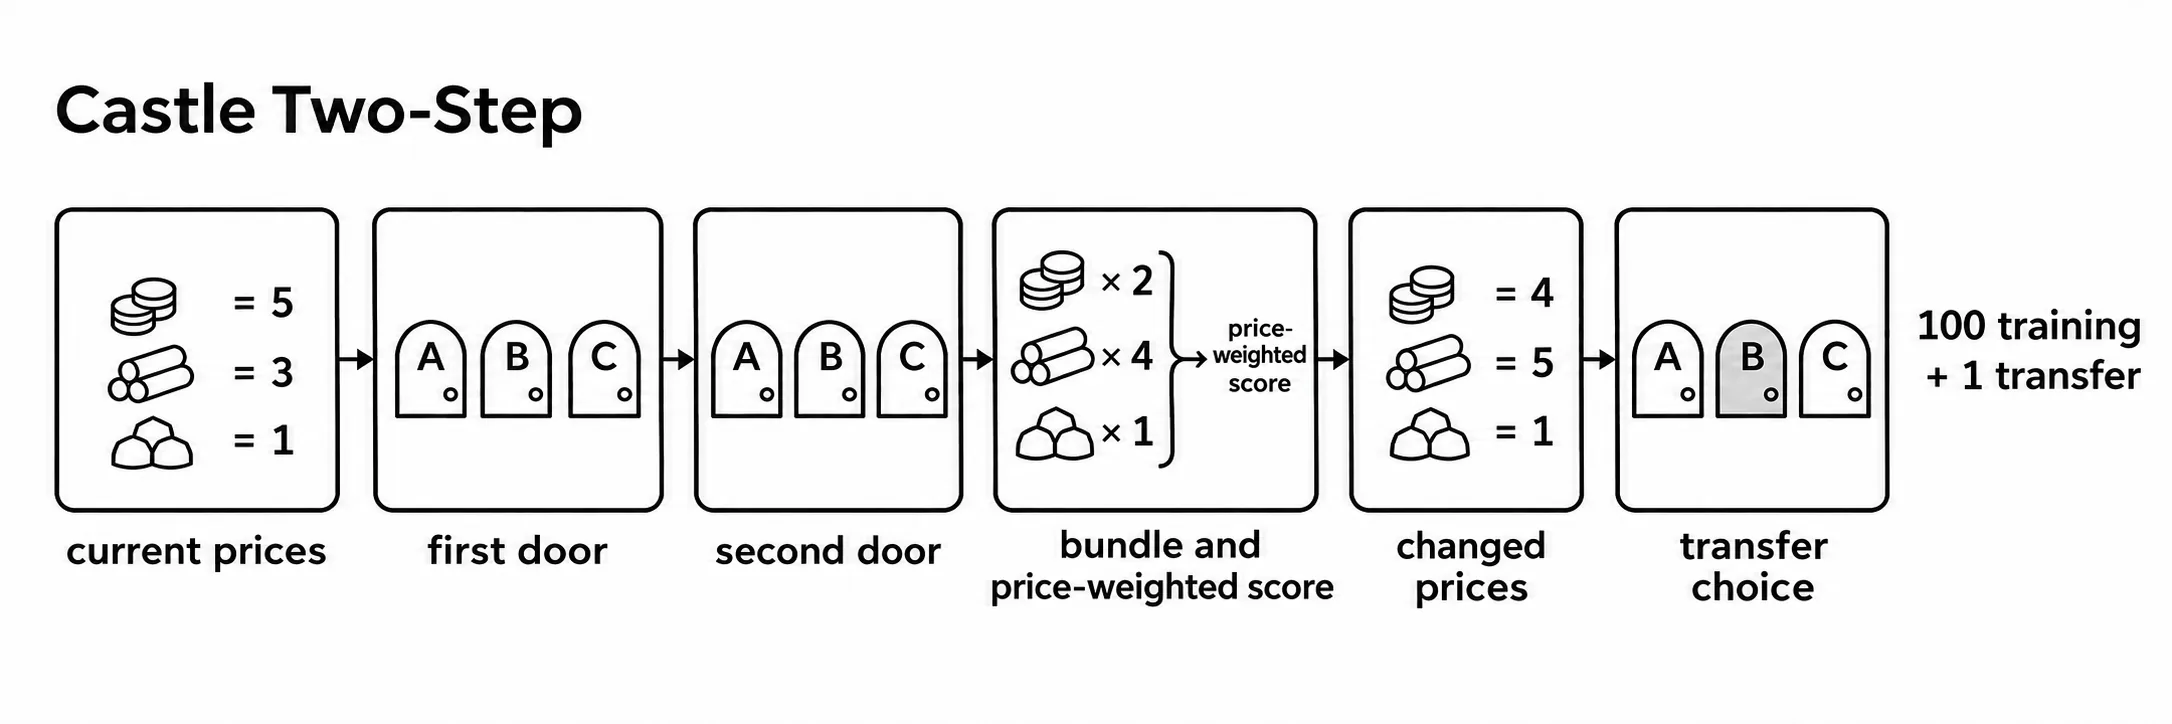 Castle Two-Step
= 5
= 3
= 1
current prices
A B C
first door
A B C
second door
× 2
× 4
× 1
price-
weighted
score
bundle and
price-weighted score
= 4
= 5
= 1
changed
prices
A B C
transfer
choice
100 training
+ 1 transfer